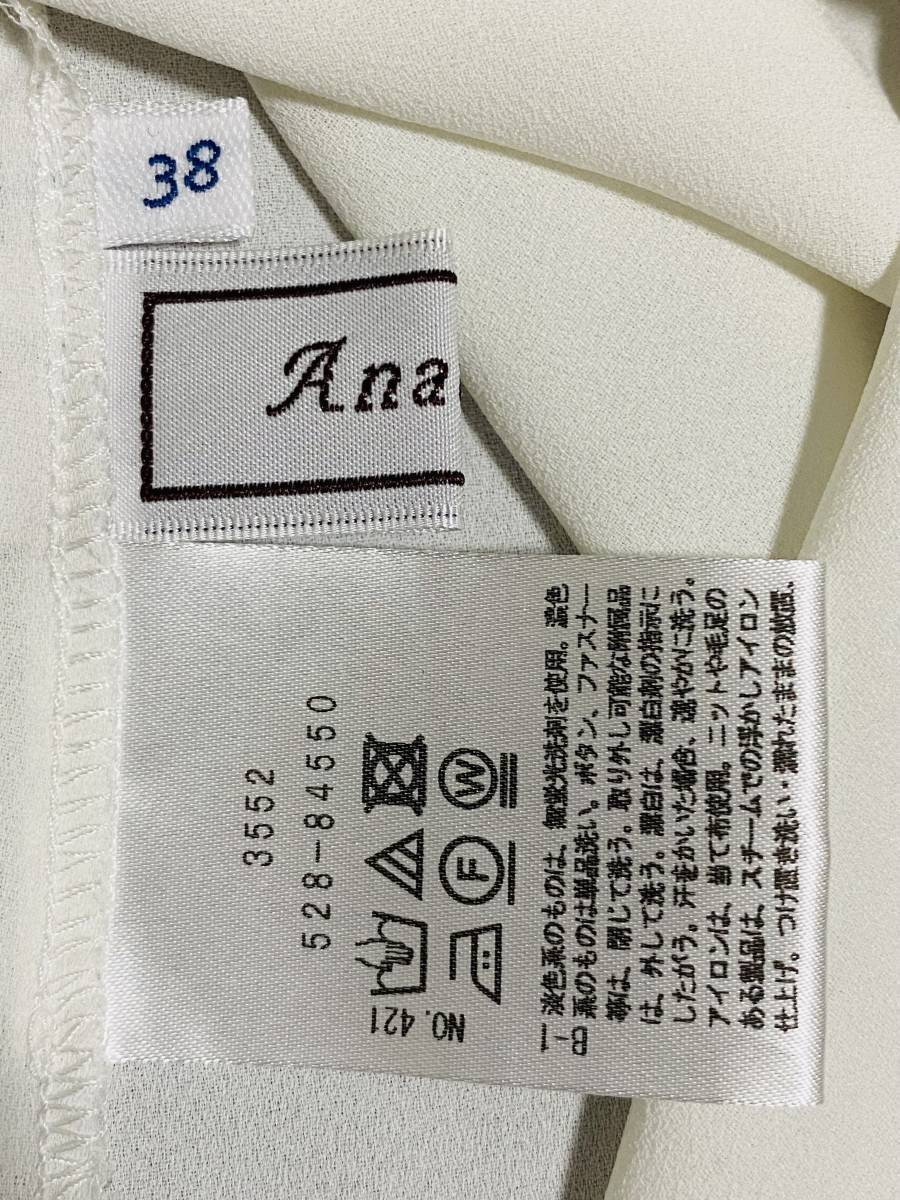 38
Ana
3552
528-84550
NO.421
W
F
淡色系のものは、無蛍光洗剤を使用。濃色
系のものは単品洗い。ボタン、ファスナー
等は、閉じて洗う。取り外し可能な附属品
は、外して洗う。漂白は、漂白剤の指示に
したがう。汗をかいた場合、速やかに洗う。
アイロンは、当て布使用。ニットや毛足の
ある製品は、スチームでの浮かしアイロン
仕上げ。つけ置き洗い・濡れたままの放置、